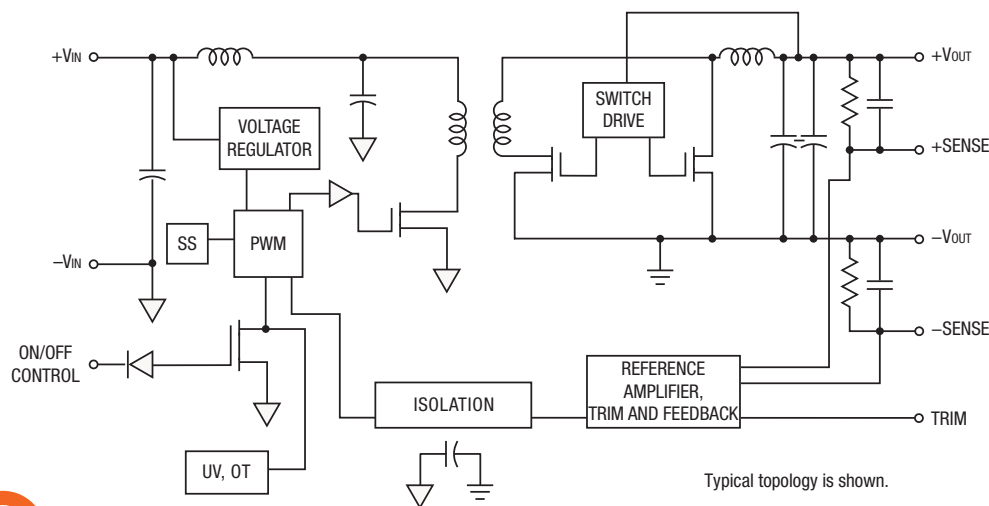 +VIN
+VOUT
SWITCH
DRIVE
VOLTAGE
REGULATOR
+SENSE
SS
PWM
−VOUT
−VIN
−SENSE
ON/OFF
CONTROL
REFERENCE
AMPLIFIER,
TRIM AND FEEDBACK
ISOLATION
TRIM
UV, OT
Typical topology is shown.